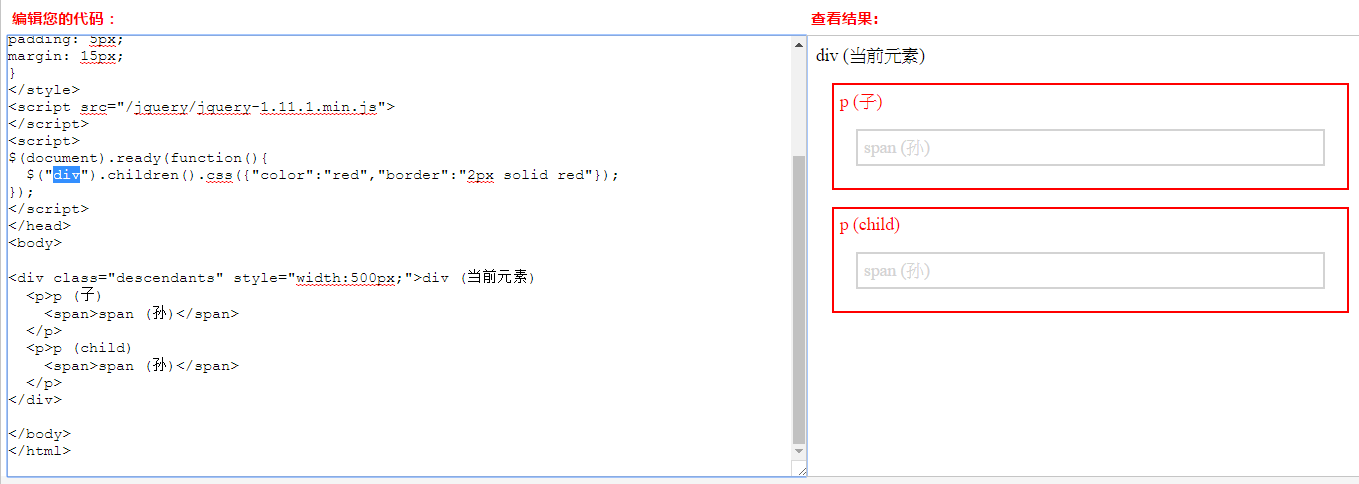 编辑您的代码：
查看结果:
padding: 5px;
margin: 15px;
}
</style>
<script src="/jquery/jquery-1.11.1.min.js">
</script>
<script>
$(document).ready(function(){
  $("div").children().css({"color":"red","border":"2px solid red"});
});
</script>
</head>
<body>
<div class="descendants" style="width:500px;">div (当前元素)
  <p>p (子)
    <span>span (孙)</span>
  </p>
  <p>p (child)
    <span>span (孙)</span>
  </p>
</div>
</body>
</html>
div (当前元素)
p (子)
span (孙)
p (child)
span (孙)